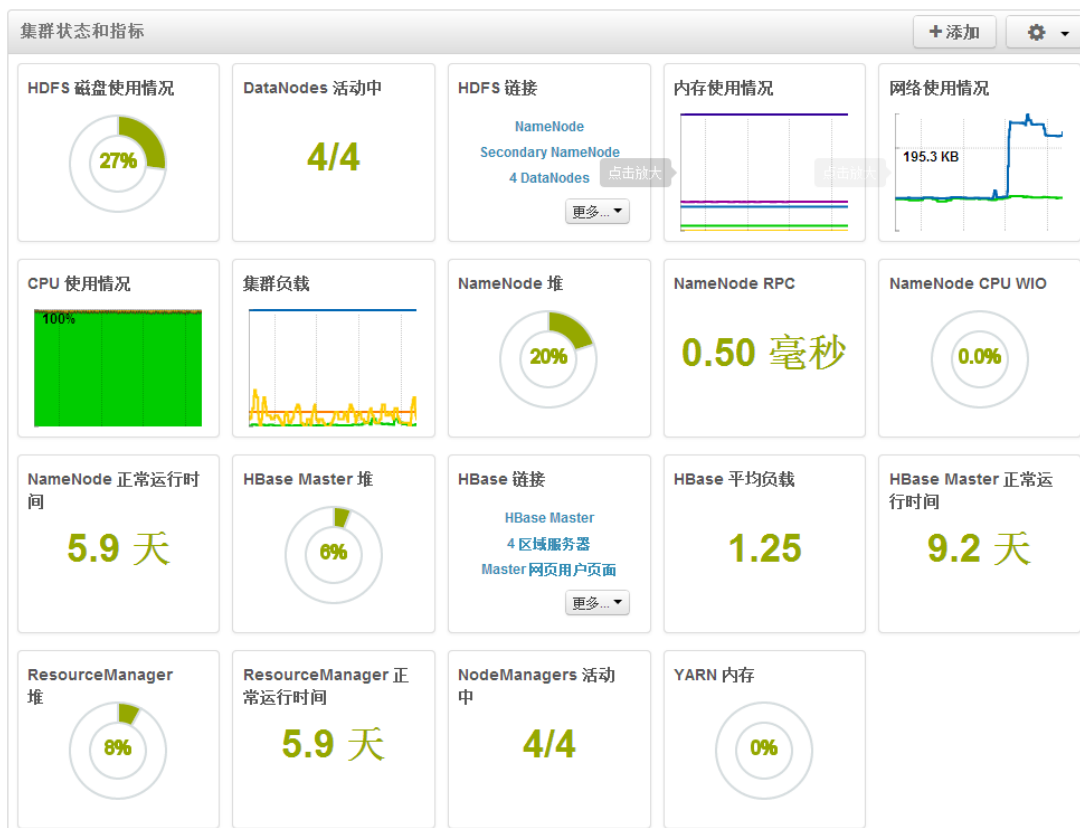 集群状态和指标
添加
HDFS 磁盘使用情况
27%
DataNodes 活动中
4/4
HDFS 链接
NameNode
Secondary NameNode
4 DataNodes
更多...
点击放大
内存使用情况
点击放大
网络使用情况
195.3 KB
CPU 使用情况
100%
集群负载
NameNode 堆
20%
NameNode RPC
0.50 毫秒
NameNode CPU WIO
0.0%
NameNode 正常运行时
间
5.9 天
HBase Master 堆
6%
HBase 链接
HBase Master
4 区域服务器
Master 网页用户页面
更多...
HBase 平均负载
1.25
HBase Master 正常运
行时间
9.2 天
ResourceManager
堆
8%
ResourceManager 正
常运行时间
5.9 天
NodeManagers 活动
中
4/4
YARN 内存
0%